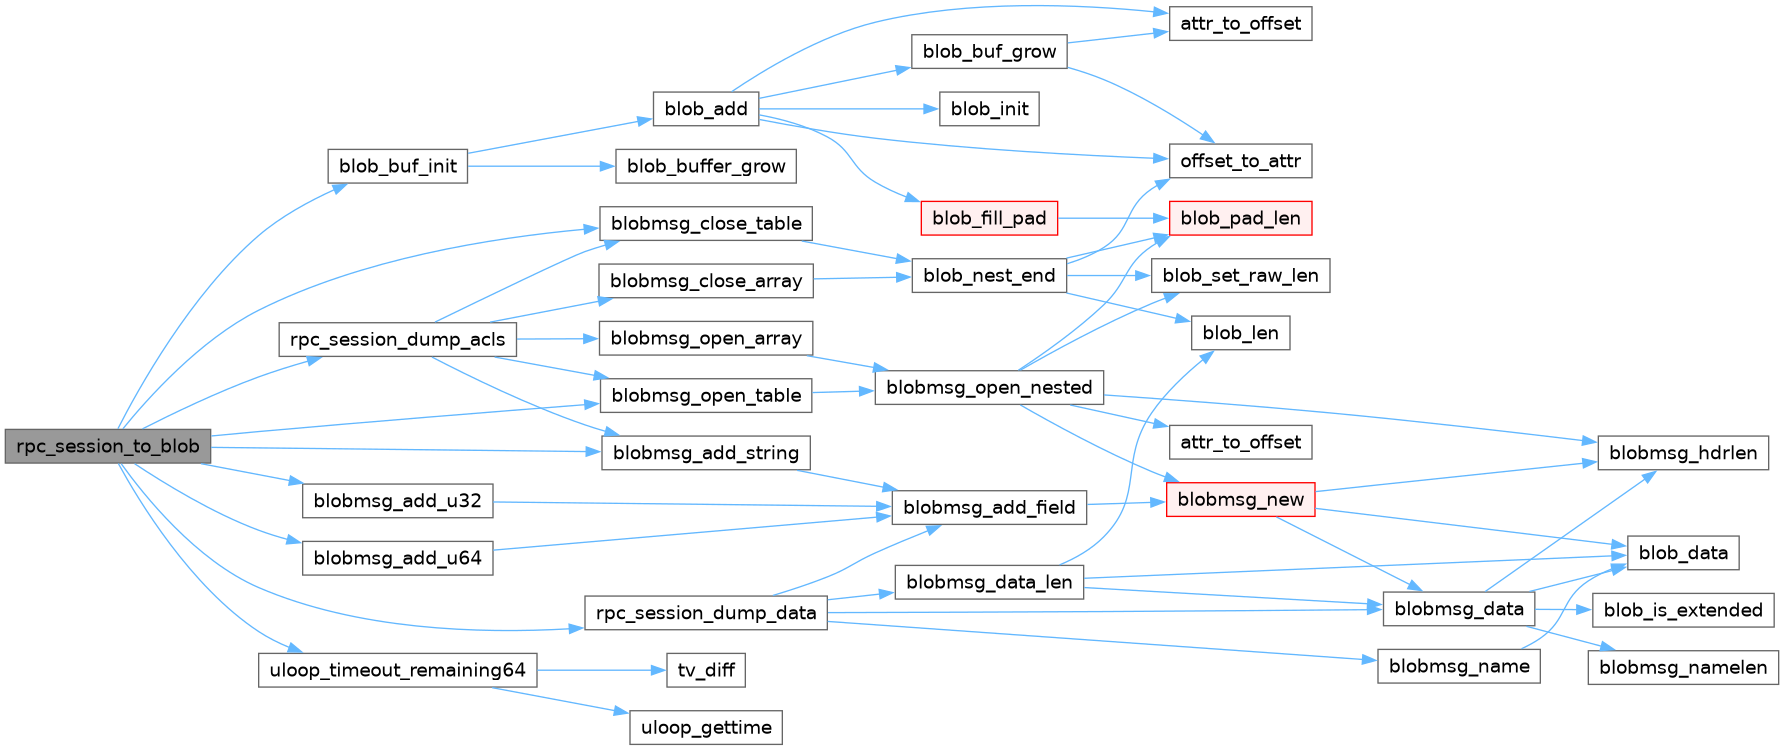 rpc_session_to_blob
blob_buf_init
blobmsg_close_table
rpc_session_dump_acls
blobmsg_close_array
blobmsg_open_array
blobmsg_open_table
blobmsg_add_string
blobmsg_add_u32
blobmsg_add_u64
rpc_session_dump_data
uloop_timeout_remaining64
tv_diff
uloop_gettime
blob_add
blob_buffer_grow
blob_buf_grow
blob_init
blob_fill_pad
blob_nest_end
blobmsg_open_nested
blobmsg_add_field
blobmsg_data_len
attr_to_offset
offset_to_attr
blob_pad_len
blob_set_raw_len
blob_len
attr_to_offset
blobmsg_new
blobmsg_data
blobmsg_name
blobmsg_hdrlen
blob_data
blob_is_extended
blobmsg_namelen